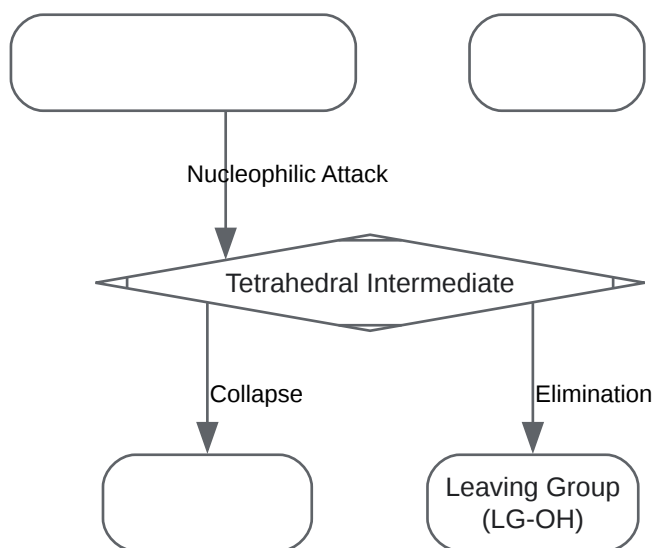 Nucleophilic Attack
Tetrahedral Intermediate
Collapse
Elimination
Leaving Group
(LG-OH)